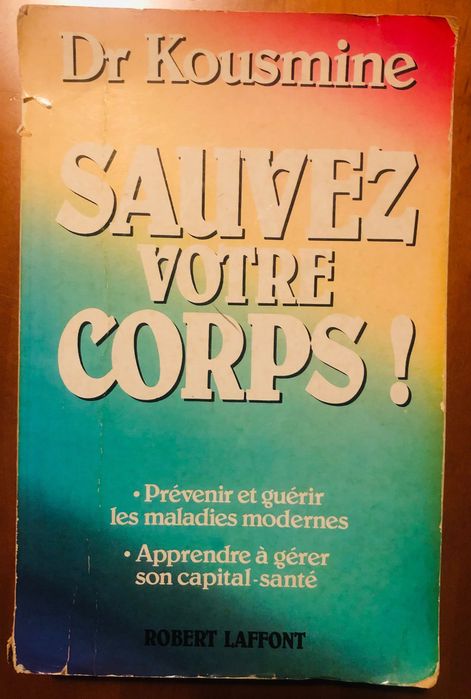 Dr Kousmine
SAUVEZ
VOTRE
CORPS !
• Prévenir et guérir
les maladies modernes
• Apprendre à gérer
son capital-santé
ROBERT LAFFONT